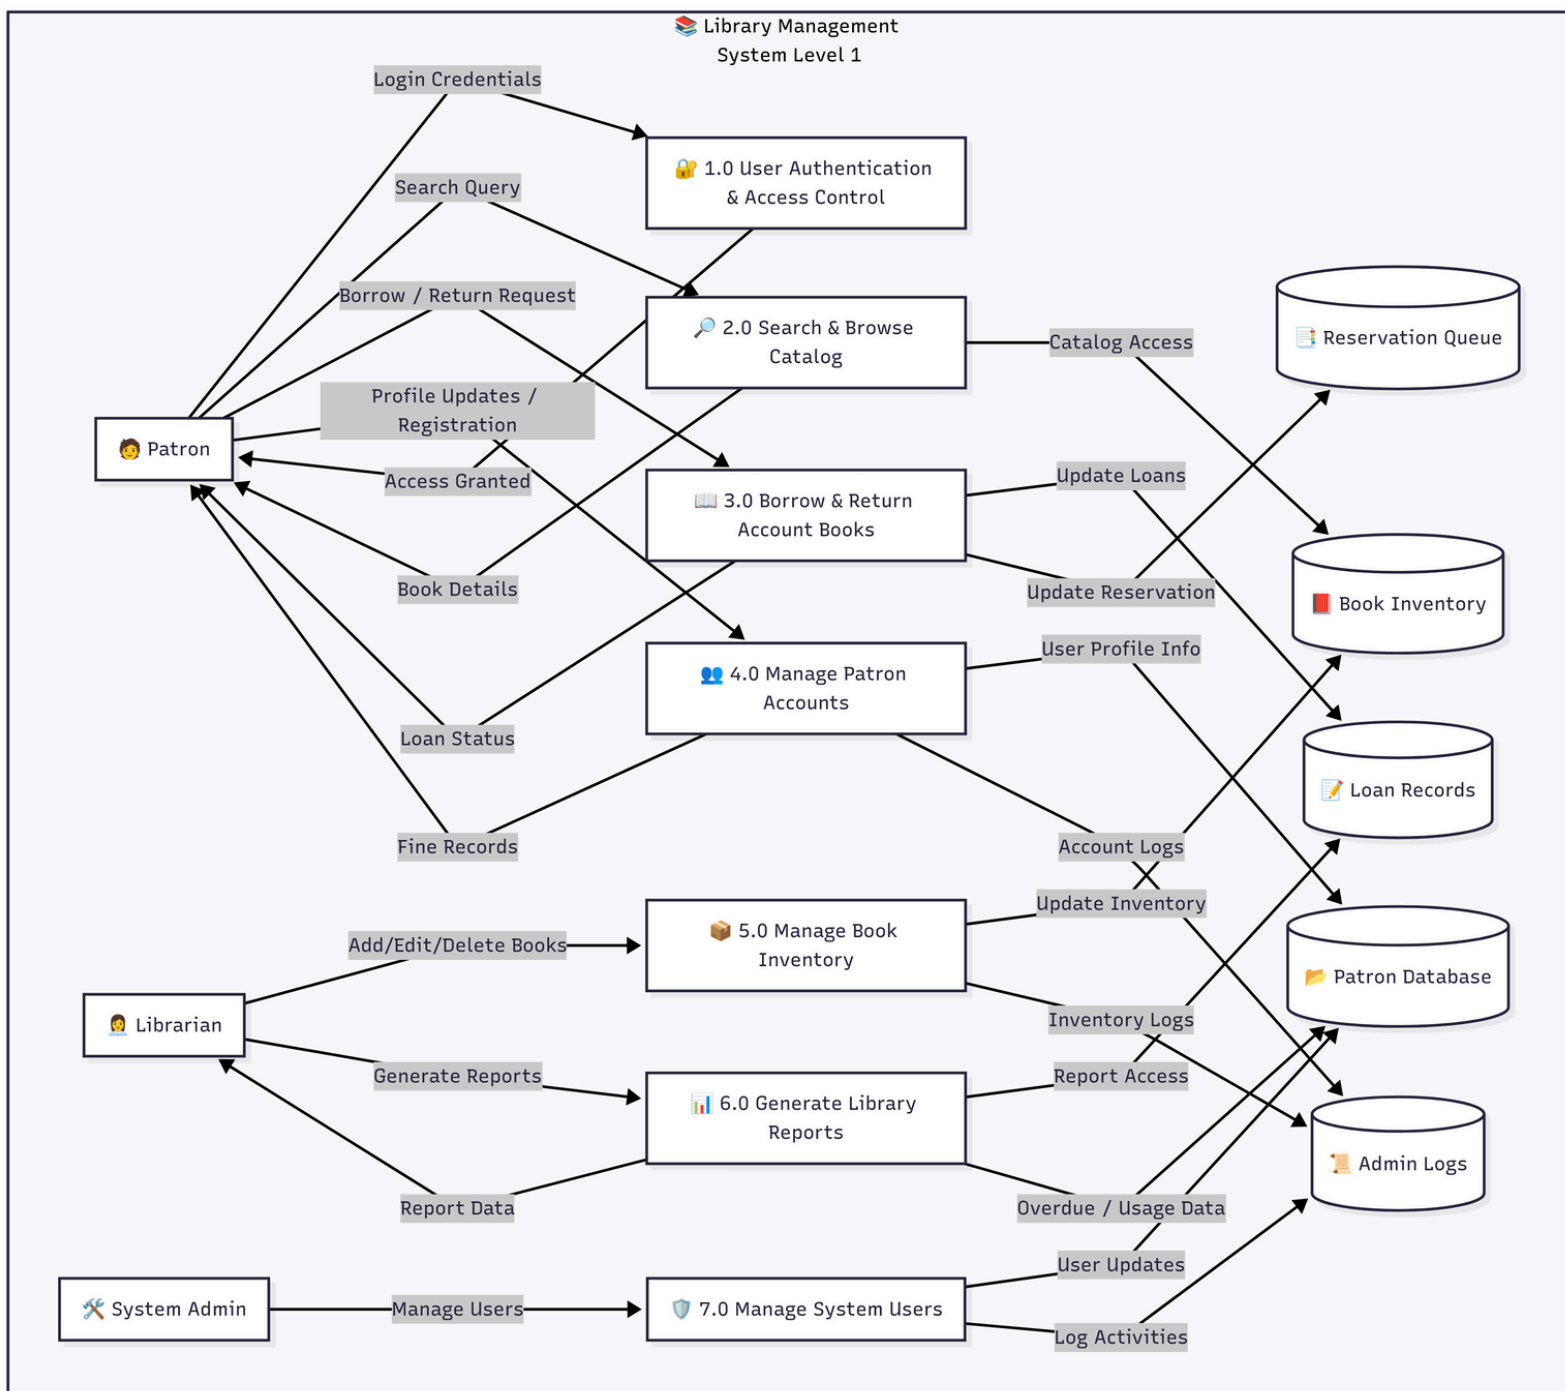 📚 Library Management
System Level 1
Login Credentials
🔐 1.0 User Authentication
& Access Control
Search Query
Borrow / Return Request
🔎 2.0 Search & Browse
Catalog
Catalog Access
📑 Reservation Queue
Profile Updates /
Registration
🧑 Patron
Access Granted
📖 3.0 Borrow & Return
Account Books
Update Loans
Book Details
Update Reservation
📕 Book Inventory
👥 4.0 Manage Patron
Accounts
User Profile Info
Loan Status
📝 Loan Records
Fine Records
Account Logs
Update Inventory
Add/Edit/Delete Books
📦 5.0 Manage Book
Inventory
📂 Patron Database
👩‍💼 Librarian
Inventory Logs
Generate Reports
📊 6.0 Generate Library
Reports
Report Access
📜 Admin Logs
Report Data
Overdue / Usage Data
User Updates
🛠️ System Admin
Manage Users
🛡️ 7.0 Manage System Users
Log Activities